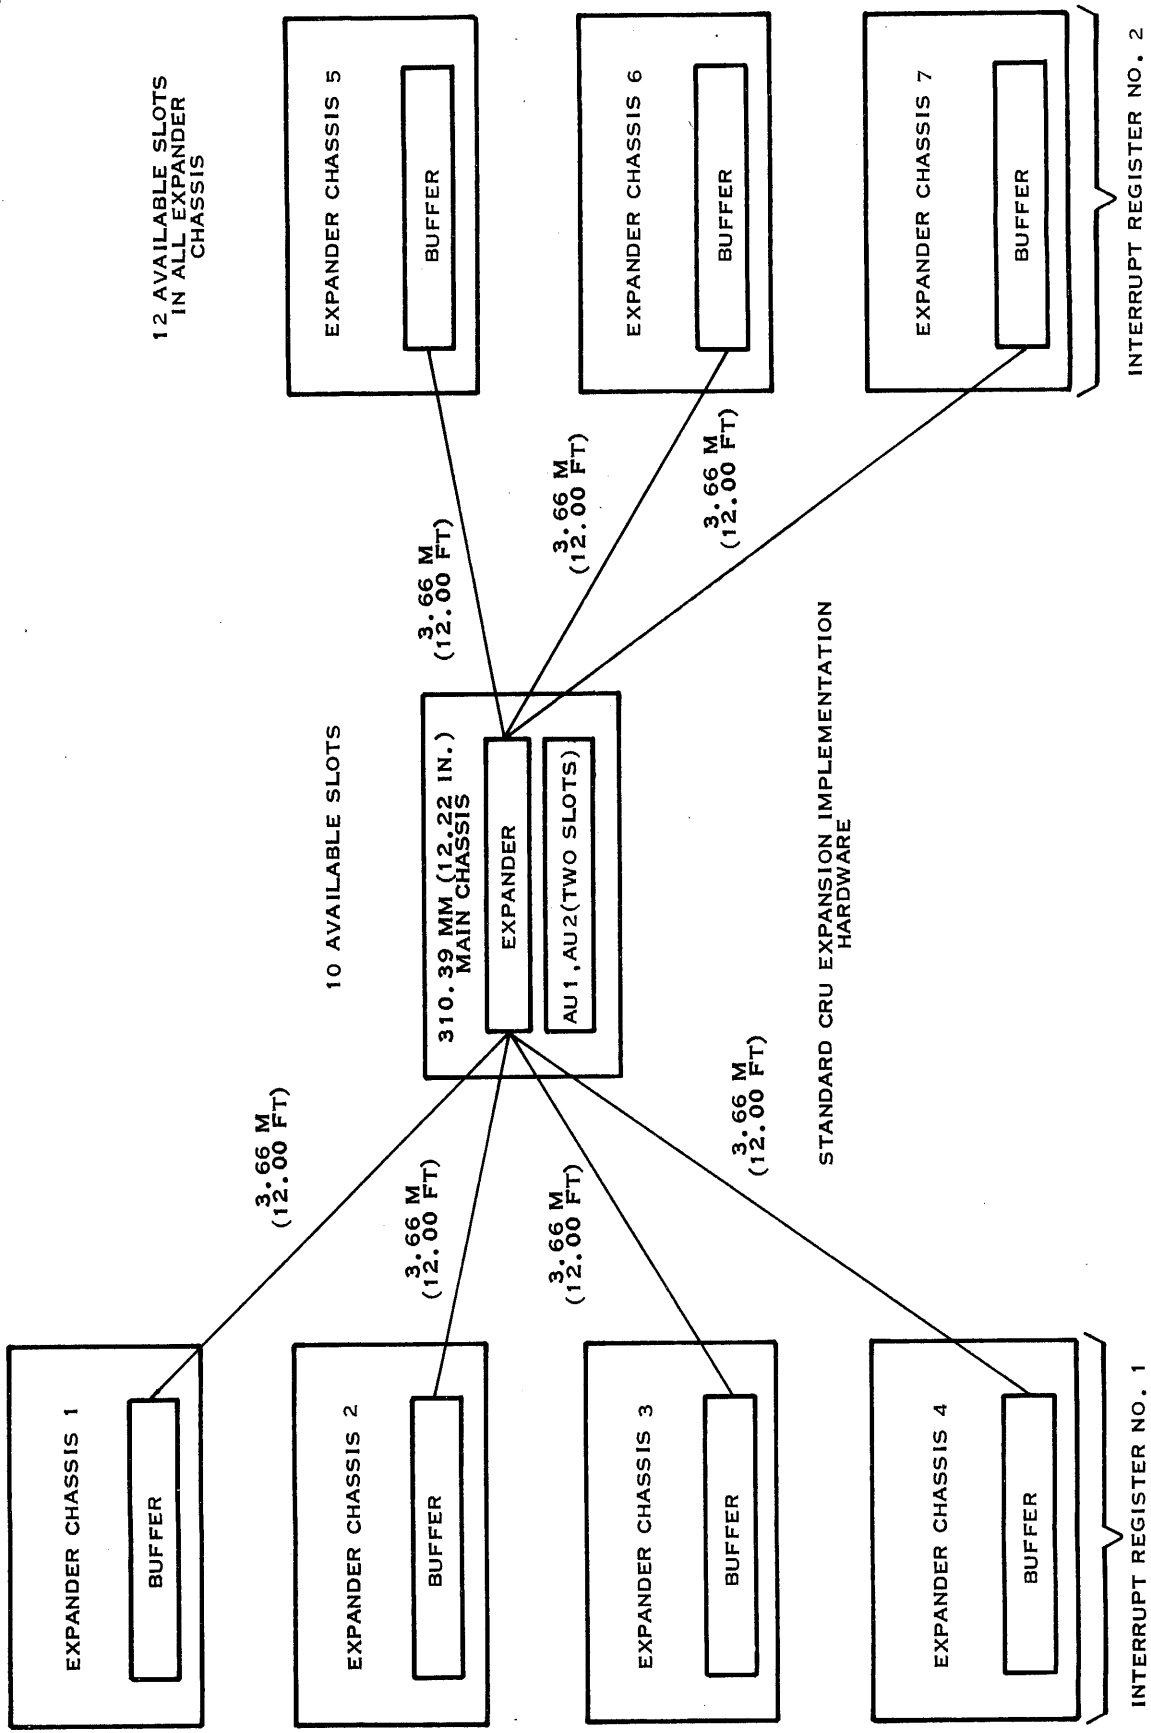 EXPANDER CHASSIS 1
BUFFER
3.66 M
(12.00 FT)
EXPANDER CHASSIS 2
BUFFER
3.66 M
(12.00 FT)
EXPANDER CHASSIS 3
BUFFER
3.66 M
(12.00 FT)
EXPANDER CHASSIS 4
BUFFER
3.66 M
(12.00 FT)
INTERRUPT REGISTER NO. 1
10 AVAILABLE SLOTS
310.39 MM (12.22 IN.)
MAIN CHASSIS
EXPANDER
AU1,AU2(TWO SLOTS)
STANDARD CRU EXPANSION IMPLEMENTATION
HARDWARE
12 AVAILABLE SLOTS
IN ALL EXPANDER
CHASSIS
3.66 M
(12.00 FT)
EXPANDER CHASSIS 5
BUFFER
3.66 M
(12.00 FT)
EXPANDER CHASSIS 6
BUFFER
3.66 M
(12.00 FT)
EXPANDER CHASSIS 7
BUFFER
INTERRUPT REGISTER NO. 2